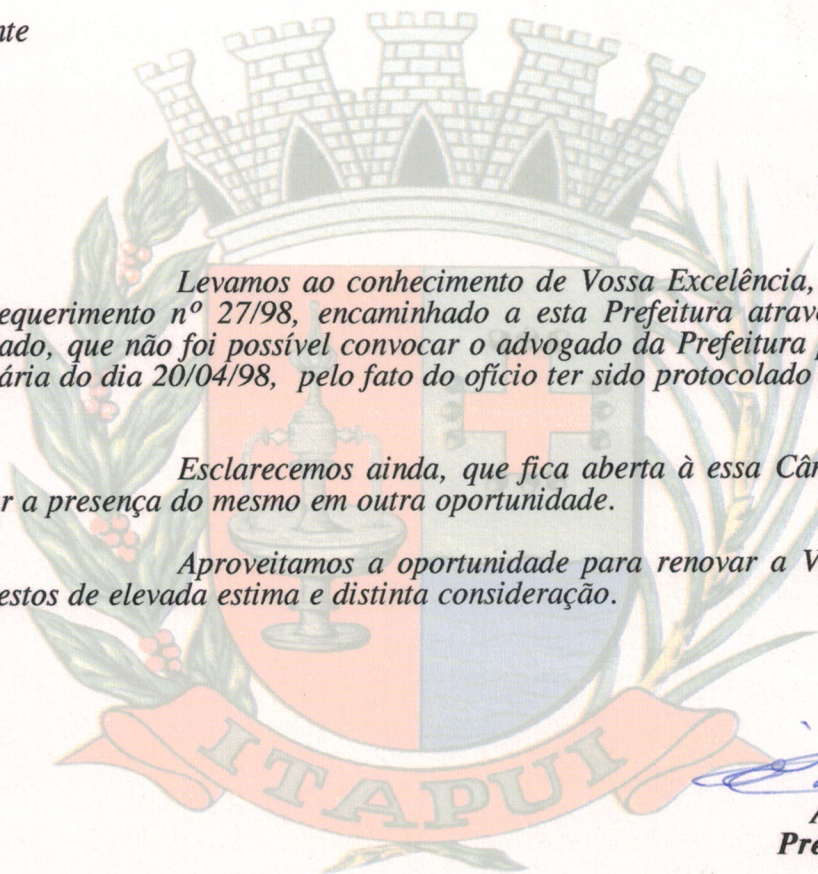 nte
Levamos ao conhecimento de Vossa Excelência,
equerimento nº 27/98, encaminhado a esta Prefeitura atrav
ado, que não foi possível convocar o advogado da Prefeitura
ária do dia 20/04/98, pelo fato do ofício ter sido protocolado
Esclarecemos ainda, que fica aberta à essa Câ
r a presença do mesmo em outra oportunidade.
Aproveitamos a oportunidade para renovar a V
estos de elevada estima e distinta consideração.
ITAPUI
Pre